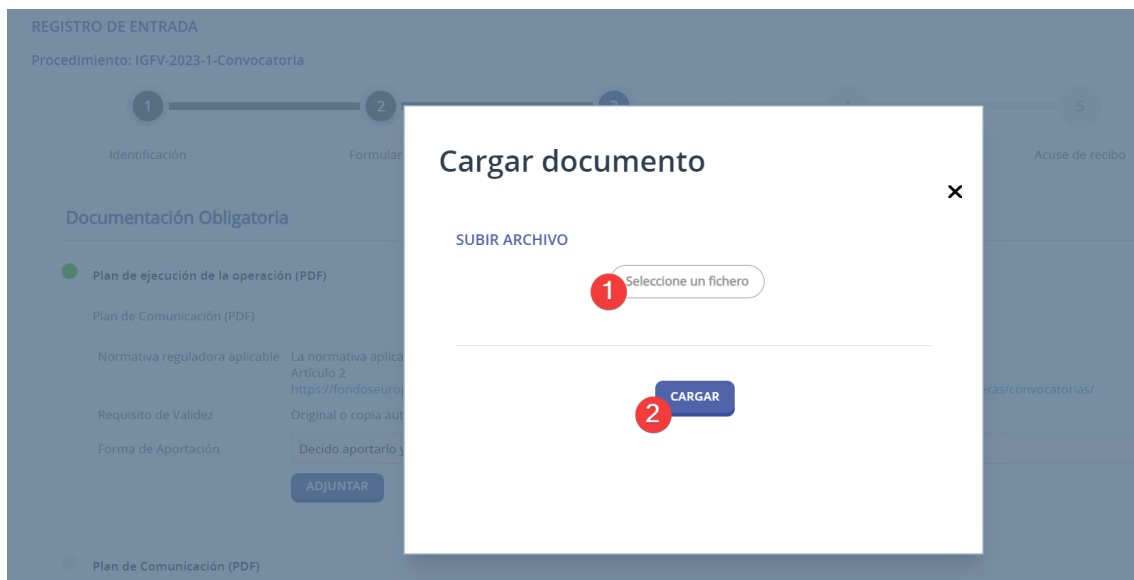 REGISTRO DE ENTRADA
Procedimiento: IGFV-2023-1-Convocatoria
1
2
3
4
5
Identificación
Formular
Acuse de recibo
Cargar documento
Documentación Obligatoria
SUBIR ARCHIVO
Plan de ejecución de la operación (PDF)
1
Seleccione un fichero
Plan de Comunicación (PDF)
Normativa reguladora aplicable
La normativa aplica
Artículo 2
https://fondoseurop
eras/convocatorias/
CARGAR
2
Requisito de Validez
Original o copia aut
Forma de Aportación
Decido aportarlo y
ADJUNTAR
Plan de Comunicación (PDF)